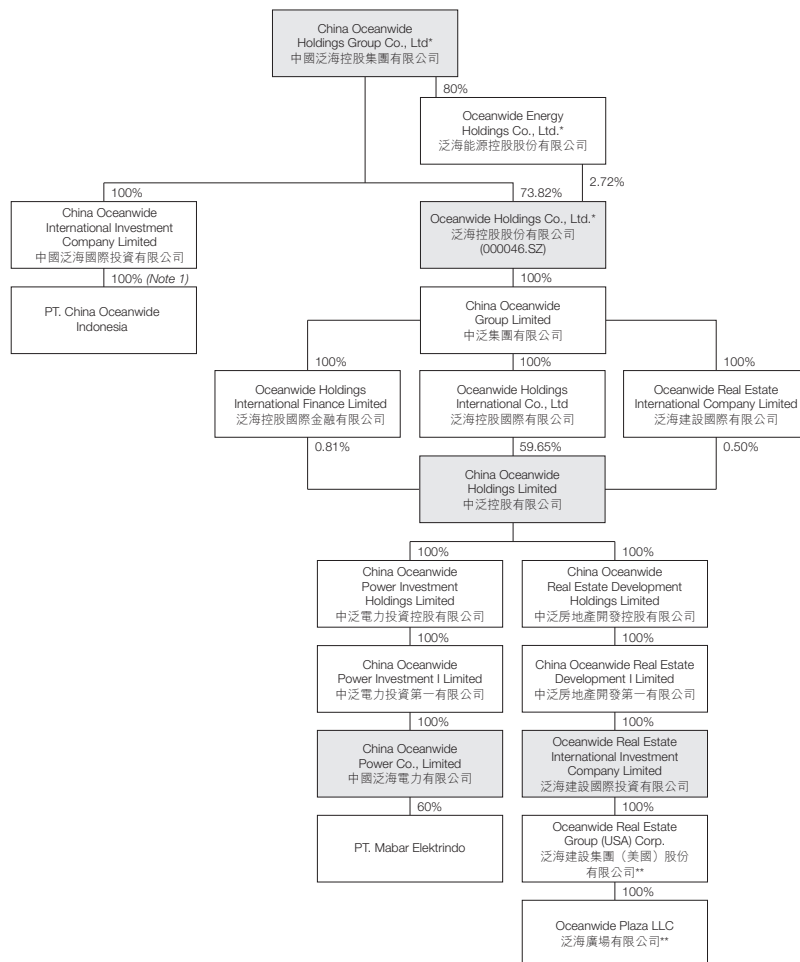 China Oceanwide
Holdings Group Co., Ltd*
中國泛海控股集團有限公司
80%
Oceanwide Energy
Holdings Co., Ltd.*
泛海能源控股股份有限公司
100%
73.82%
2.72%
China Oceanwide
International Investment
Company Limited
中國泛海國際投資有限公司
Oceanwide Holdings Co., Ltd.*
泛海控股股份有限公司
(000046.SZ)
100% (Note 1)
100%
PT. China Oceanwide
Indonesia
China Oceanwide
Group Limited
中泛集團有限公司
100%
100%
100%
Oceanwide Holdings
International Finance Limited
泛海控股國際金融有限公司
Oceanwide Holdings
International Co., Ltd
泛海控股國際有限公司
Oceanwide Real Estate
International Company Limited
泛海建設國際有限公司
0.81%
59.65%
0.50%
China Oceanwide
Holdings Limited
中泛控股有限公司
100%
100%
China Oceanwide
Power Investment
Holdings Limited
中泛電力投資控股有限公司
China Oceanwide
Real Estate Development
Holdings Limited
中泛房地產開發控股有限公司
100%
100%
China Oceanwide
Power Investment I Limited
中泛電力投資第一有限公司
China Oceanwide Real Estate
Development I Limited
中泛房地產開發第一有限公司
100%
100%
China Oceanwide
Power Co., Limited
中國泛海電力有限公司
Oceanwide Real Estate
International Investment
Company Limited
泛海建設國際投資有限公司
60%
100%
PT. Mabar Elektrindo
Oceanwide Real Estate
Group (USA) Corp.
泛海建設集團（美國）股份
有限公司**
100%
Oceanwide Plaza LLC
泛海廣場有限公司**